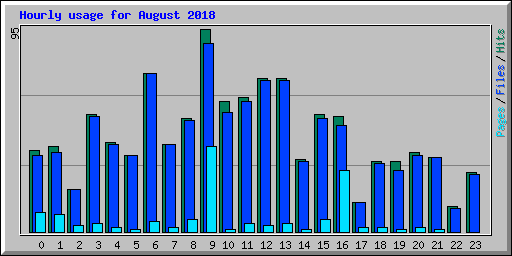 Hourly usage for August 2018
95
Pages/Files/Hits
0 1 2 3 4 5 6 7 8 9 10 11 12 13 14 15 16 17 18 19 20 21 22 23